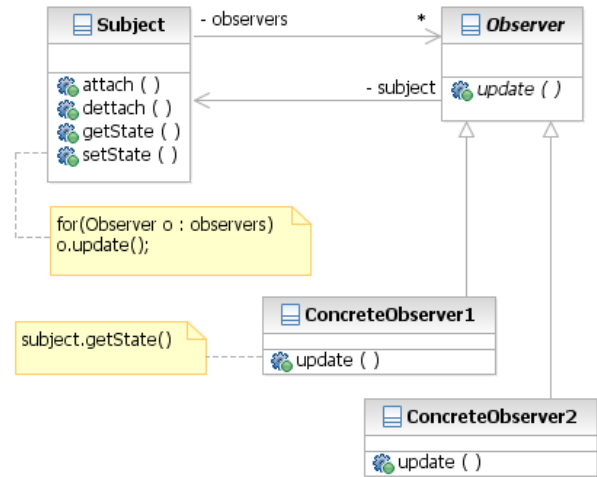 Subject
- observers
*
Observer
attach ( )
dettach ( )
getState ( )
setState ( )
- subject
update ( )
for(Observer o : observers)
o.update();
ConcreteObserver1
subject.getState()
update ( )
ConcreteObserver2
update ( )